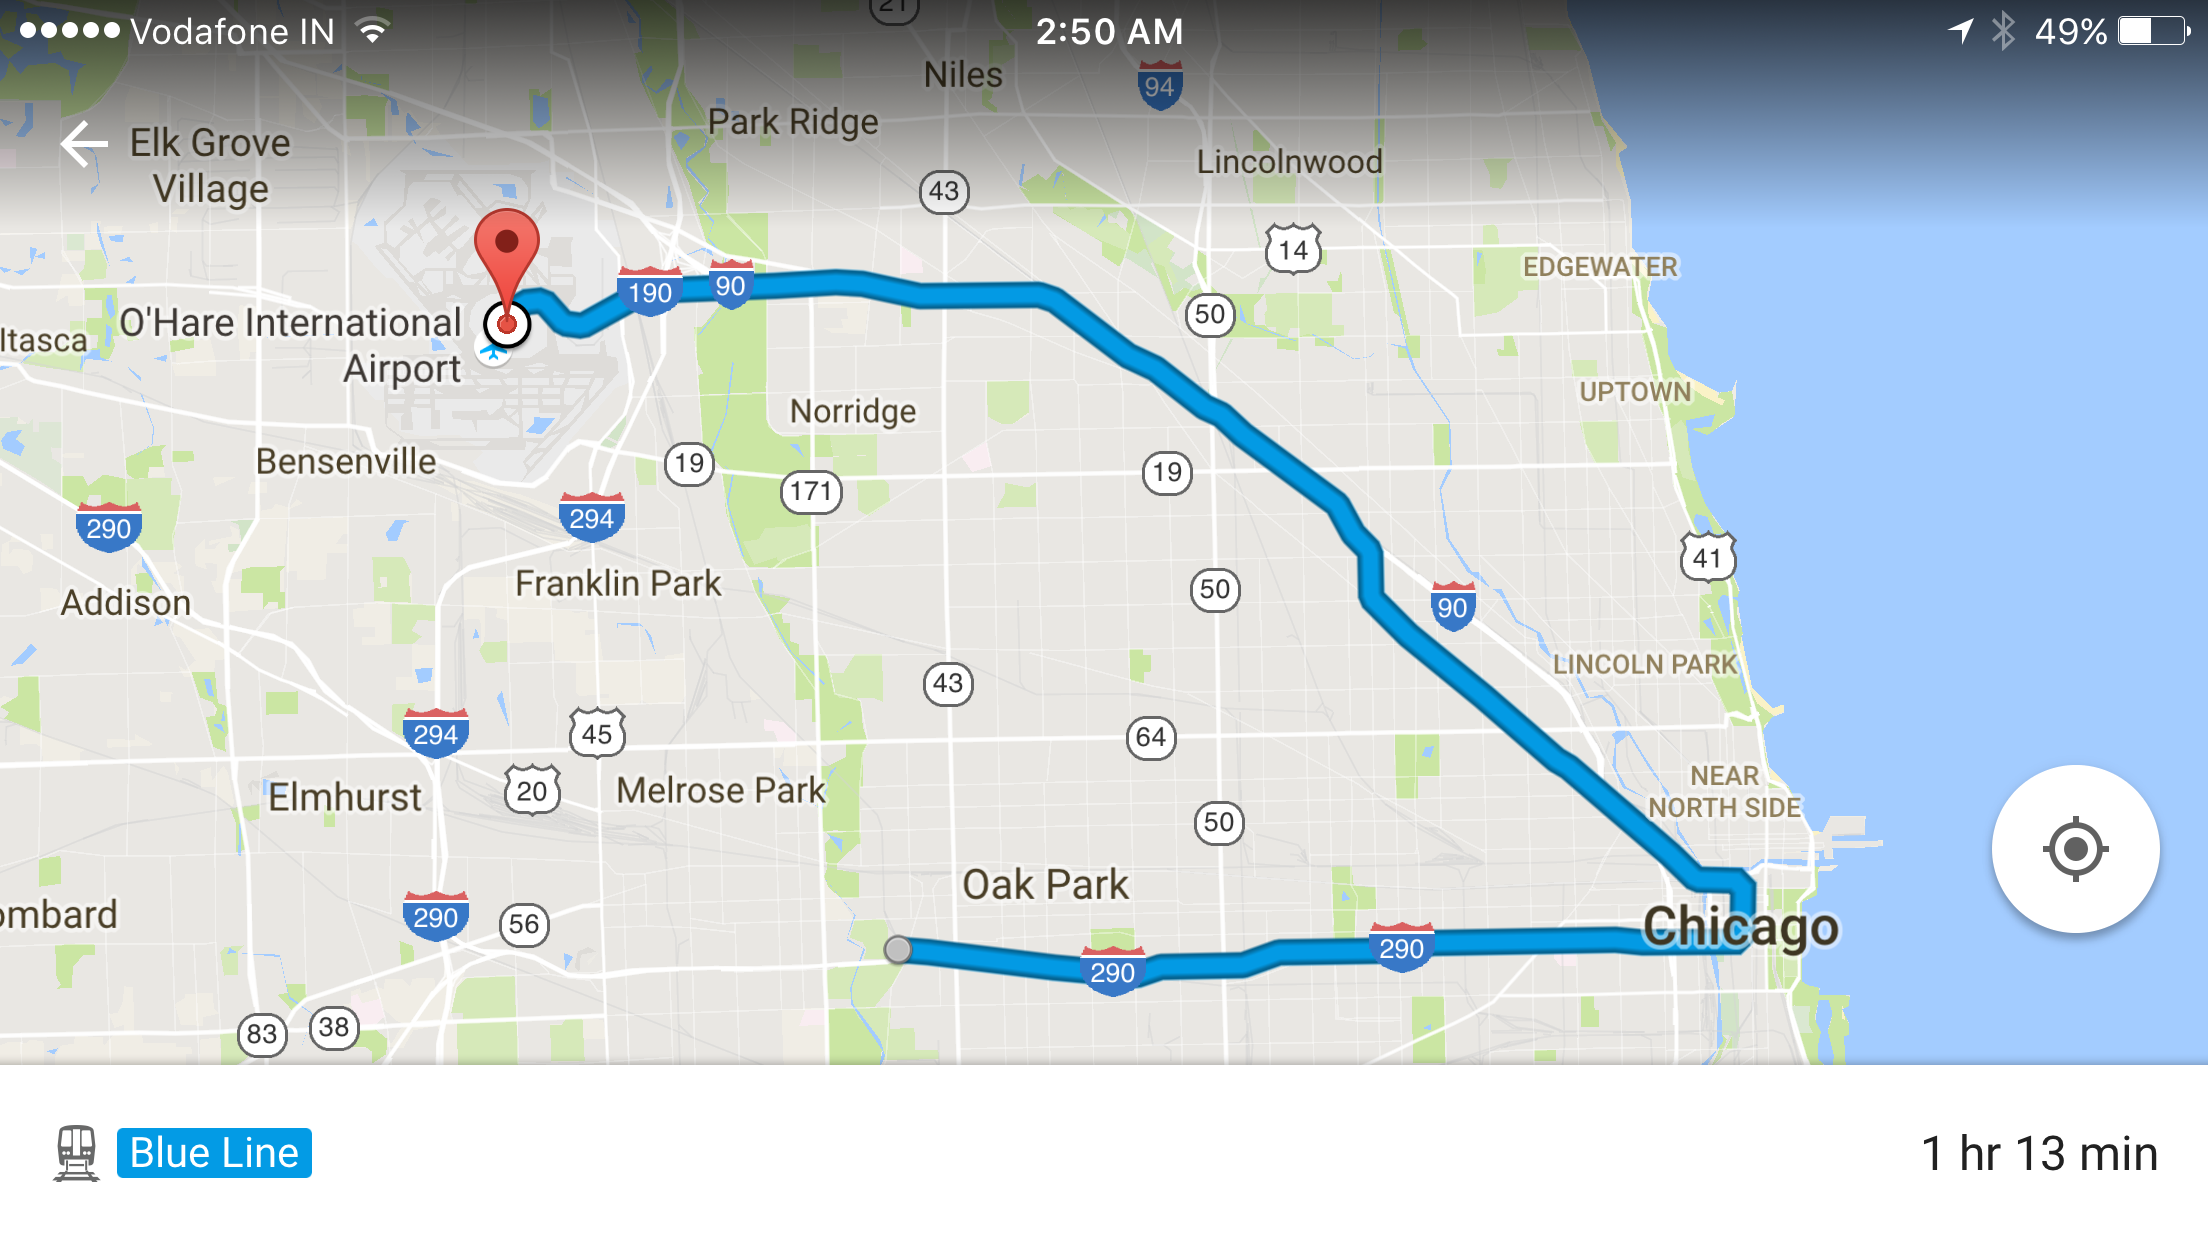 Vodafone IN
2:50 AM
49%
21
Niles
94
Park Ridge
Elk Grove
Village
Lincolnwood
43
14
EDGEWATER
190
90
O'Hare International
Airport
50
Itasca
UPTOWN
Norridge
Bensenville
19
19
171
290
294
41
Franklin Park
50
90
Addison
LINCOLN PARK
43
294
45
64
NEAR
NORTH SIDE
Elmhurst
20
Melrose Park
50
Oak Park
ombard
290
56
Chicago
290
290
83
38
Blue Line
1 hr 13 min